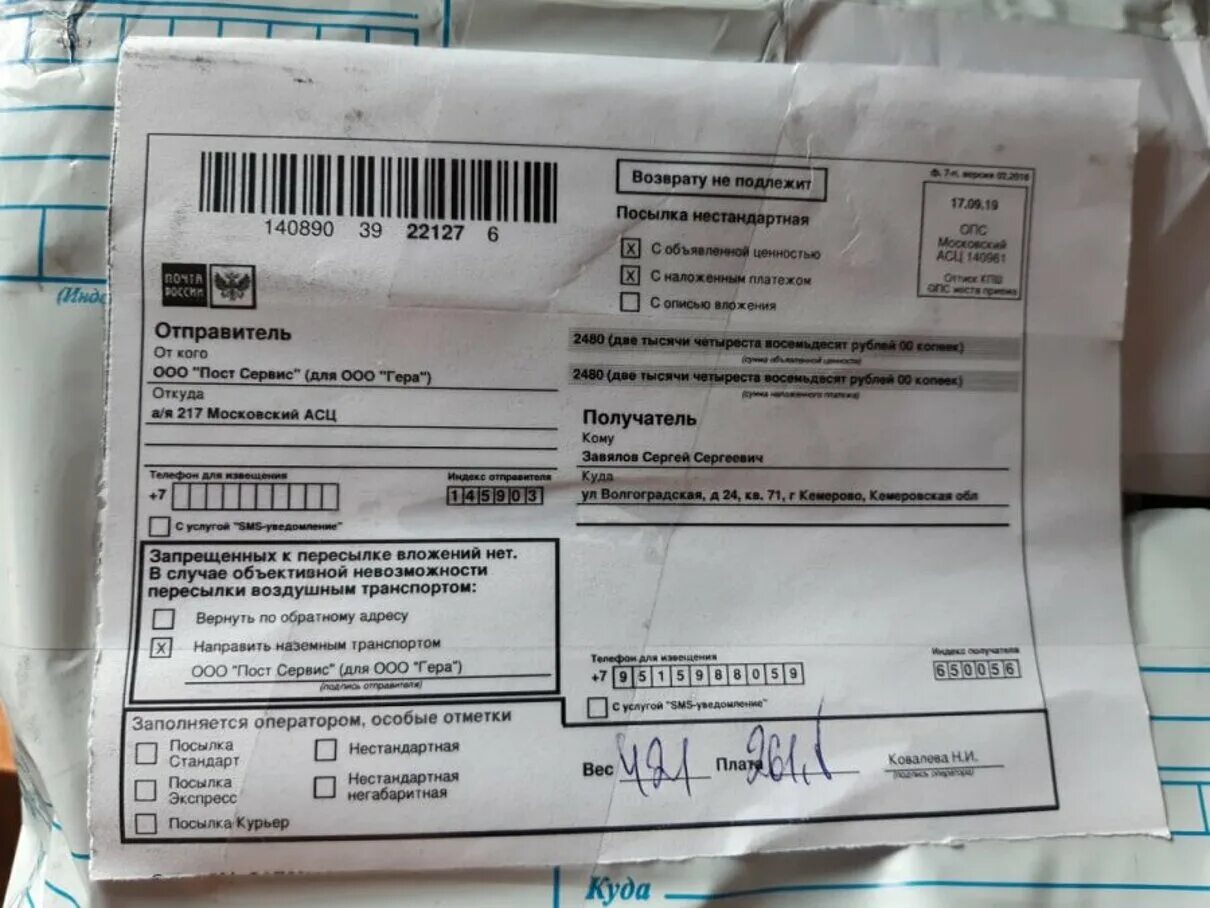 140890 39 22127 6
Возврату не подлежит
ф. 7-п, версия 02.2016
17.09.19
ОПС
Московский
АСЦ 140961
Оттиск КПШ
ОПС места приема
Посылка нестандартная
X С объявленной ценностью
X С наложенным платежом
С описью вложения
ПОЧТА
РОССИИ
Отправитель
От кого
ООО "Пост Сервис" (для ООО "Гера")
Откуда
а/я 217 Московский АСЦ
Телефон для извещения
+7
Индекс отправителя
145903
С услугой "SMS-уведомление"
2480 (две тысячи четыреста восемьдесят рублей 00 копеек)
(сумма объявленной ценности)
2480 (две тысячи четыреста восемьдесят рублей 00 копеек)
(сумма наложенного платежа)
Получатель
Кому
Завялов Сергей Сергеевич
Куда
ул Волгоградская, д 24, кв. 71, г Кемерово, Кемеровская обл
Запрещенных к пересылке вложений нет.
В случае объективной невозможности
пересылки воздушным транспортом:
Вернуть по обратному адресу
X Направить наземным транспортом
ООО "Пост Сервис" (для ООО "Гера")
(подпись отправителя)
Телефон для извещения
+7 9515988059
Индекс получателя
650056
С услугой "SMS-уведомление"
Заполняется оператором, особые отметки
Посылка
Стандарт
Посылка
Экспресс
Посылка Курьер
Нестандартная
Нестандартная
негабаритная
Вес 421 Плата 261,1
Ковалева Н.И.
(подпись оператора)
Куда